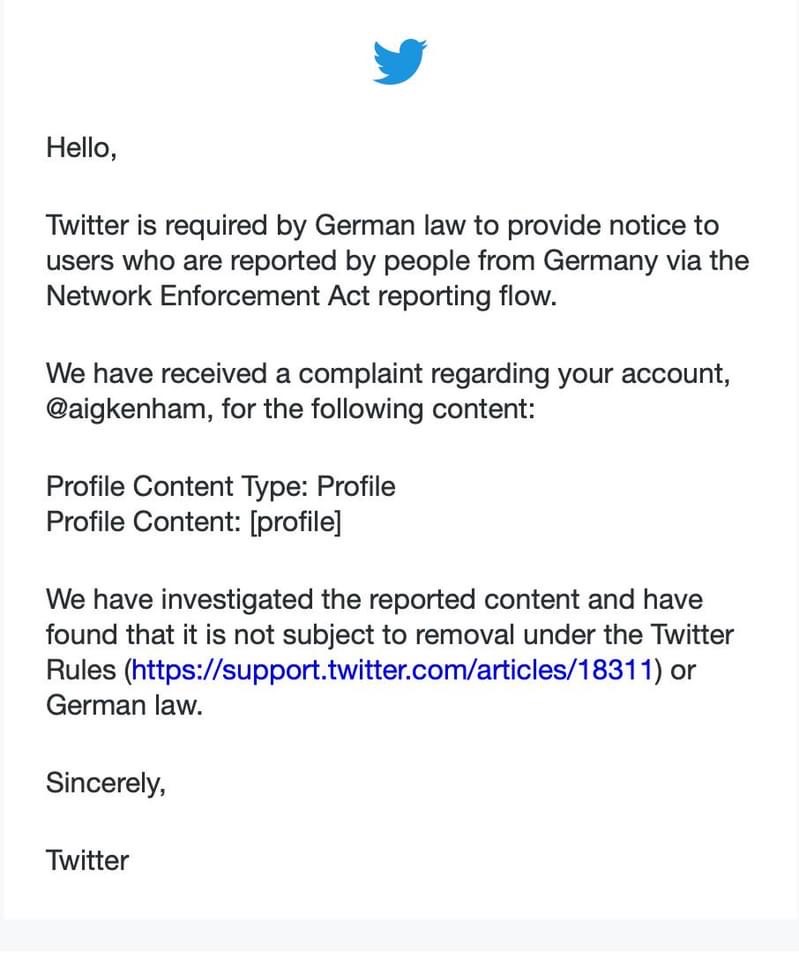 Hello,
Twitter is required by German law to provide notice to
users who are reported by people from Germany via the
Network Enforcement Act reporting flow.
We have received a complaint regarding your account,
@aigkenham, for the following content:
Profile Content Type: Profile
Profile Content: [profile]
We have investigated the reported content and have
found that it is not subject to removal under the Twitter
Rules (https://support.twitter.com/articles/18311) or
German law.
Sincerely,
Twitter